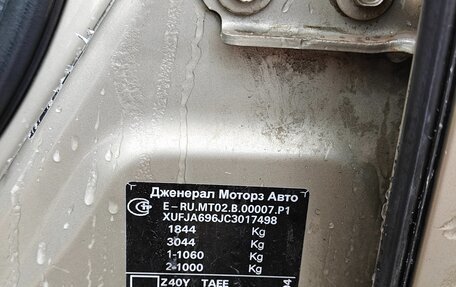 Дженерал Моторз Авто
E-RU.MT02.B.00007.P1
XUFJA696JC3017498
1844 Kg
3044 Kg
1-1060 Kg
2-1000 Kg
Z40Y TAEE